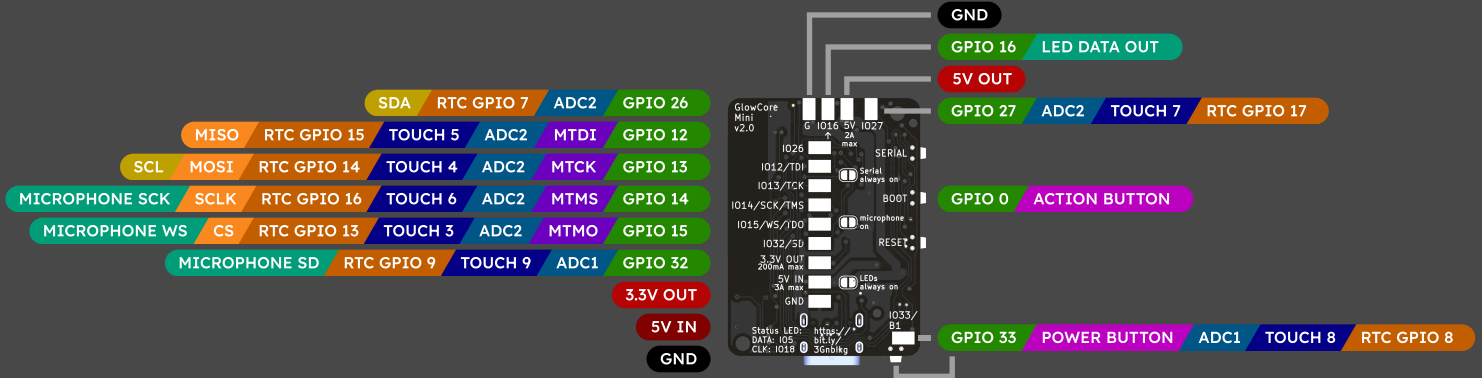 GND
GPIO 16 LED DATA OUT
5V OUT
GPIO 27 ADC2 TOUCH 7 RTC GPIO 17
SDA RTC GPIO 7 ADC2 GPIO 26
MISO RTC GPIO 15 TOUCH 5 ADC2 MTDI GPIO 12
SCL MOSI RTC GPIO 14 TOUCH 4 ADC2 MTCK GPIO 13
MICROPHONE SCK SCLK RTC GPIO 16 TOUCH 6 ADC2 MTMS GPIO 14
MICROPHONE WS CS RTC GPIO 13 TOUCH 3 ADC2 MTMO GPIO 15
MICROPHONE SD RTC GPIO 9 TOUCH 9 ADC1 GPIO 32
3.3V OUT
5V IN
GND
GlowCore
Mini
v2.0
G IO16 5V IO27
2A
max
IO26
SERIAL
IO12/TDI
Serial
always on
IO13/TCK
BOOT
IO14/SCK/TMS
microphone
on
IO15/WS/TDO
RESET
IO32/SD
3.3V OUT
200mA max
5V IN
3A max
LEDs
always on
GND
IO33/
B1
Status LED: https://
DATA: IO5 bit.ly/
CLK: IO18 3Gnbikg
GPIO 0 ACTION BUTTON
GPIO 33 POWER BUTTON ADC1 TOUCH 8 RTC GPIO 8